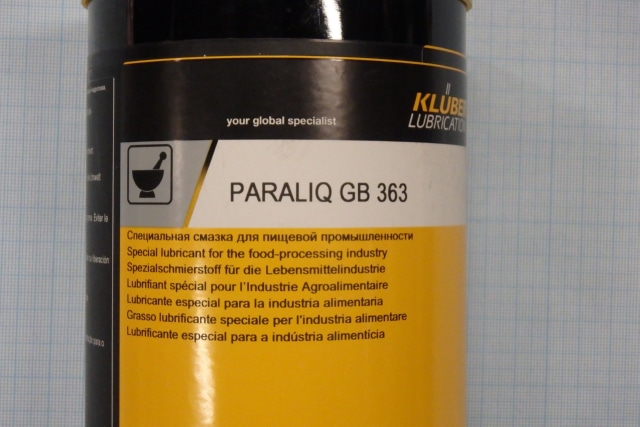 KLÜBE
LUBRICATION
your global specialist
PARALIQ GB 363
Специальная смазка для пищевой промышленности
Special lubricant for the food-processing industry
Spezialschmierstoff für die Lebensmittelindustrie
Lubrifiant spécial pour l'Industrie Agroalimentaire
Lubricante especial para la industria alimentaria
Grasso lubrificante speciale per l'industria alimentare
Lubrificante especial para a indústria alimentícia